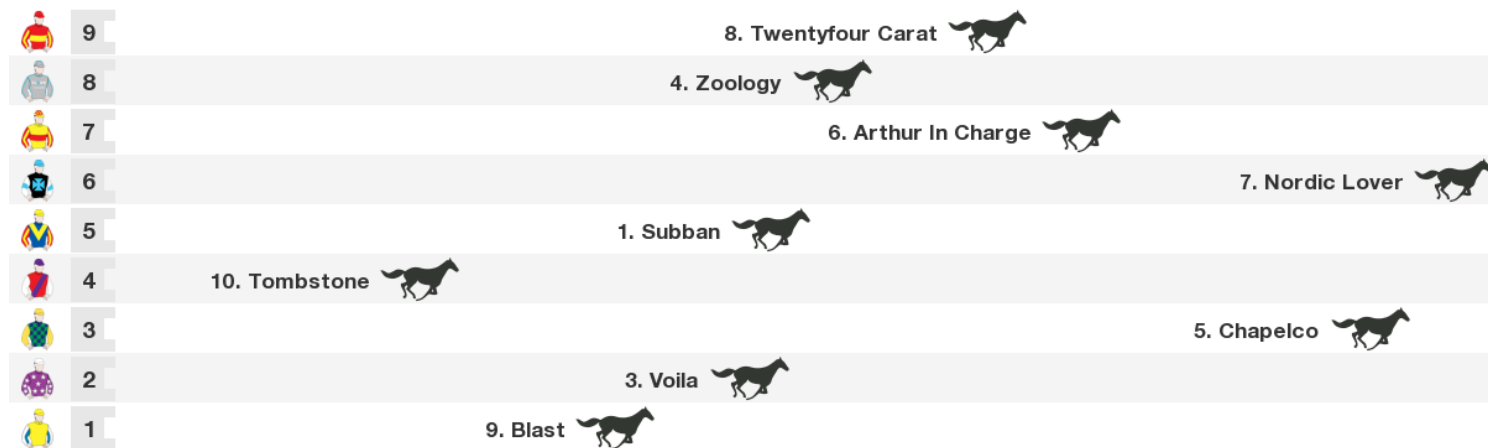 9 8. Twentyfour Carat
8 4. Zoology
7 6. Arthur In Charge
6 7. Nordic Lover
5 1. Subban
4 10. Tombstone
3 5. Chapelco
2 3. Voila
1 9. Blast